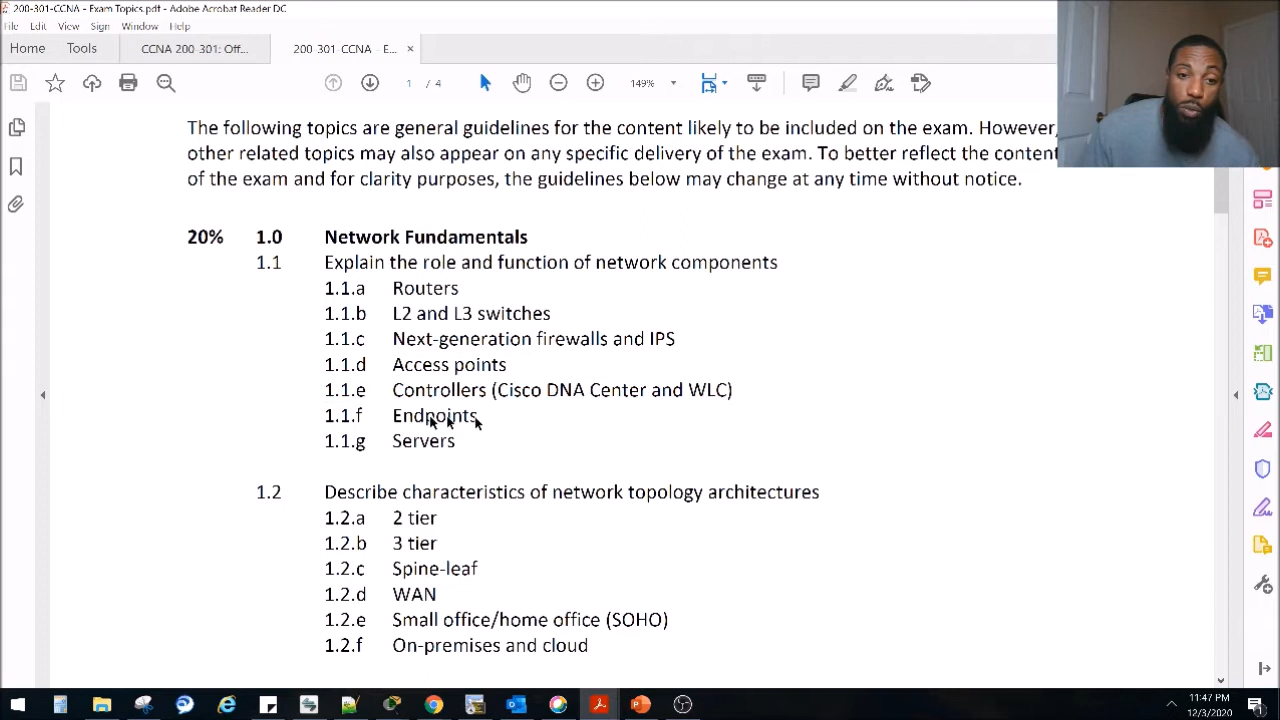 200-301-CCNA - Exam Topics.pdf - Adobe Acrobat Reader DC
File Edit View Sign Window Help
Home Tools CCNA 200-301: Off... 200-301-CCNA - E... ×
1 / 4 149%
The following topics are general guidelines for the content likely to be included on the exam. However,
other related topics may also appear on any specific delivery of the exam. To better reflect the content
of the exam and for clarity purposes, the guidelines below may change at any time without notice.
20% 1.0 Network Fundamentals
1.1 Explain the role and function of network components
1.1.a Routers
1.1.b L2 and L3 switches
1.1.c Next-generation firewalls and IPS
1.1.d Access points
1.1.e Controllers (Cisco DNA Center and WLC)
1.1.f Endpoints
1.1.g Servers
1.2 Describe characteristics of network topology architectures
1.2.a 2 tier
1.2.b 3 tier
1.2.c Spine-leaf
1.2.d WAN
1.2.e Small office/home office (SOHO)
1.2.f On-premises and cloud
11:47 PM
12/3/2020